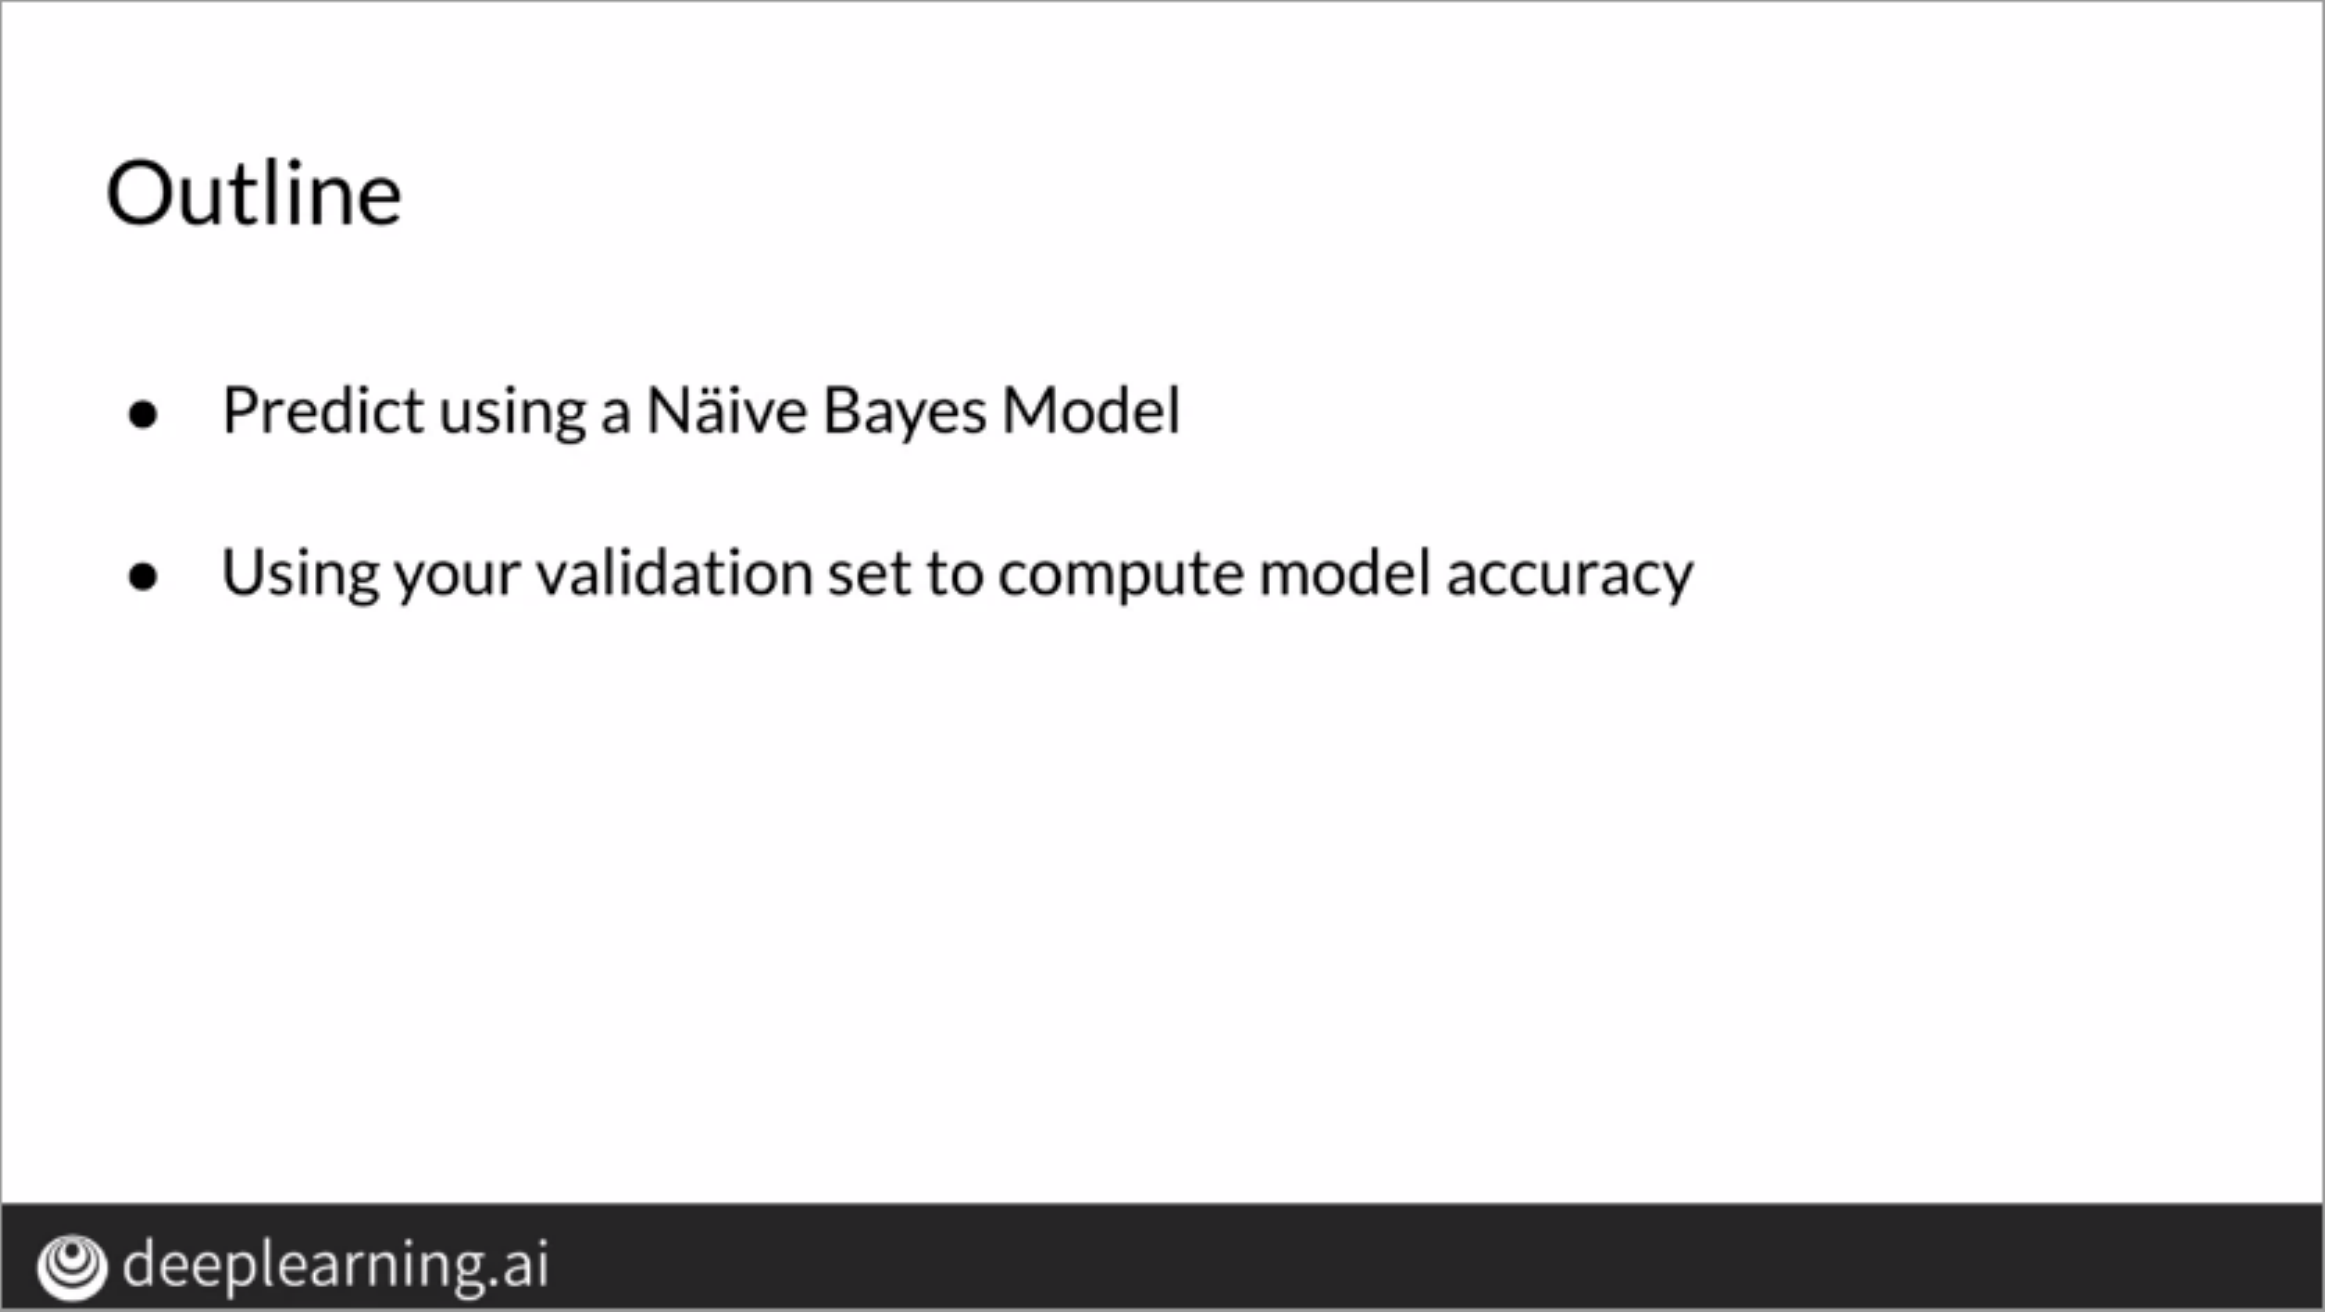 Outline
● Predict using a Näive Bayes Model
● Using your validation set to compute model accuracy
deeplearning.ai